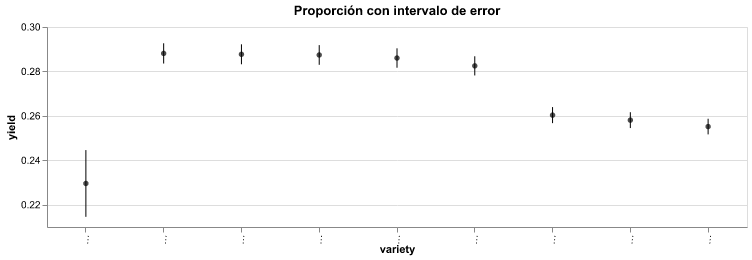 Proporción con intervalo de error
0.30
0.28
0.26
0.24
0.22
yield
… … … … … … … … …
variety